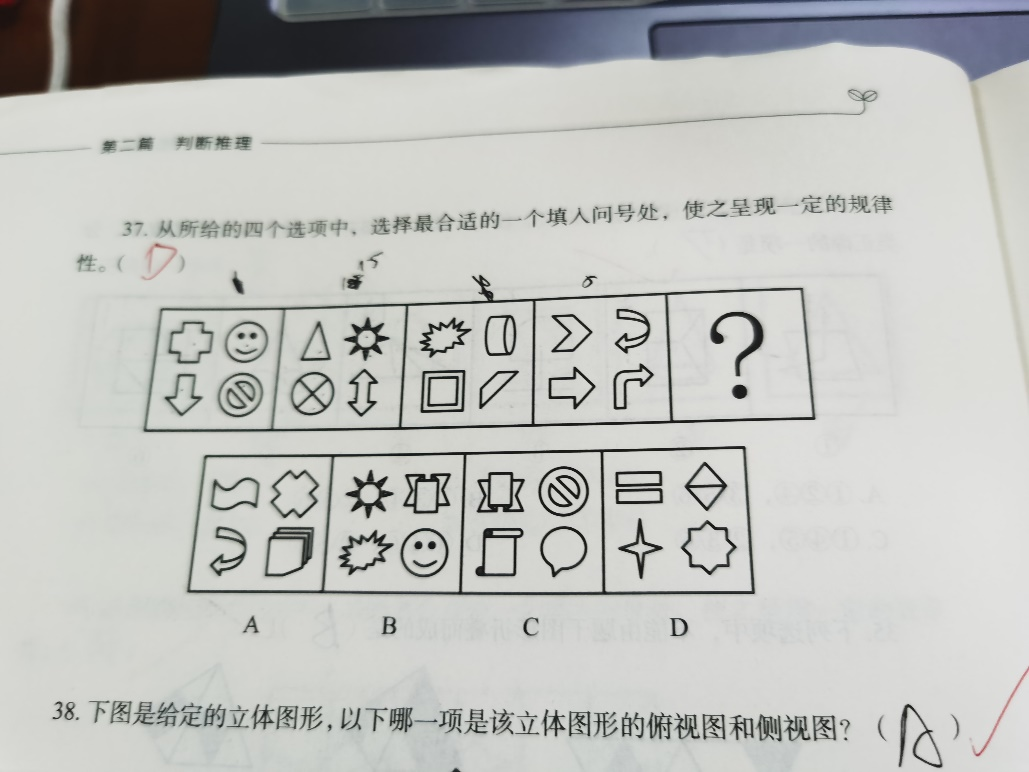 第二篇 判断推理
37. 从所给的四个选项中，选择最合适的一个填入问号处，使之呈现一定的规律
性。( D )
?
A B C D
38. 下图是给定的立体图形，以下哪一项是该立体图形的俯视图和侧视图? ( A )